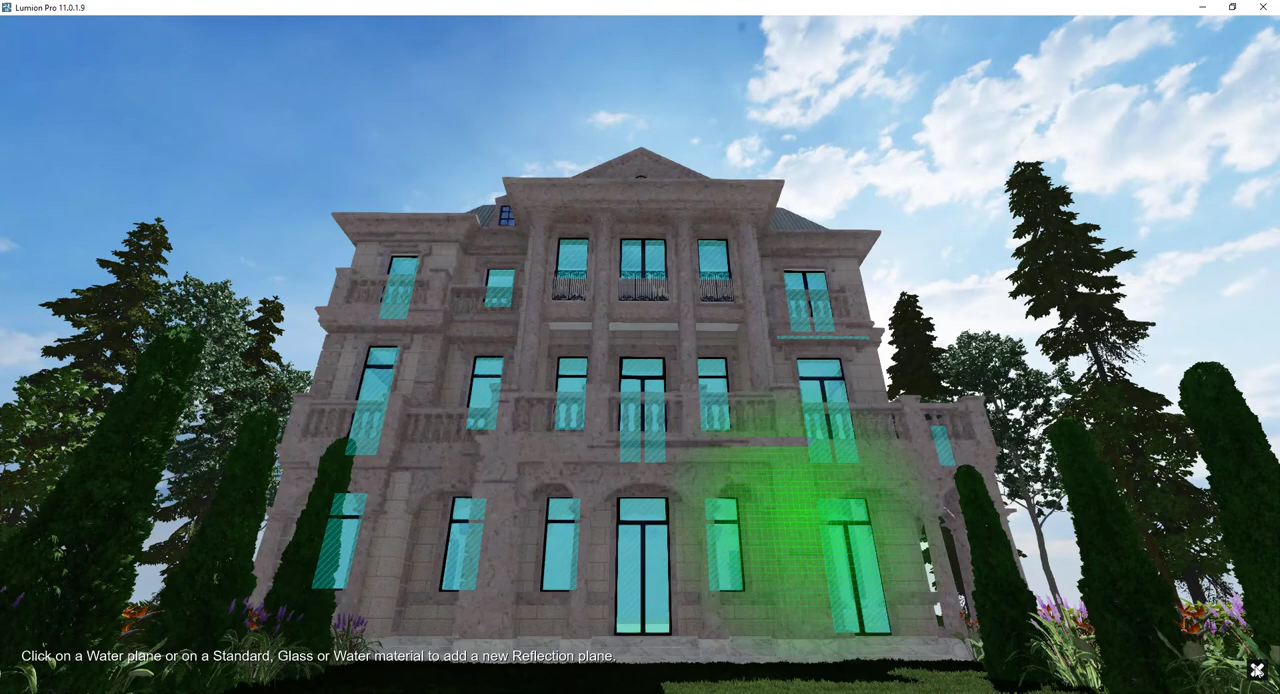 Lumion Pro 11.0.1.9
Click on a Water plane or on a Standard, Glass or Water material to add a new Reflection plane.